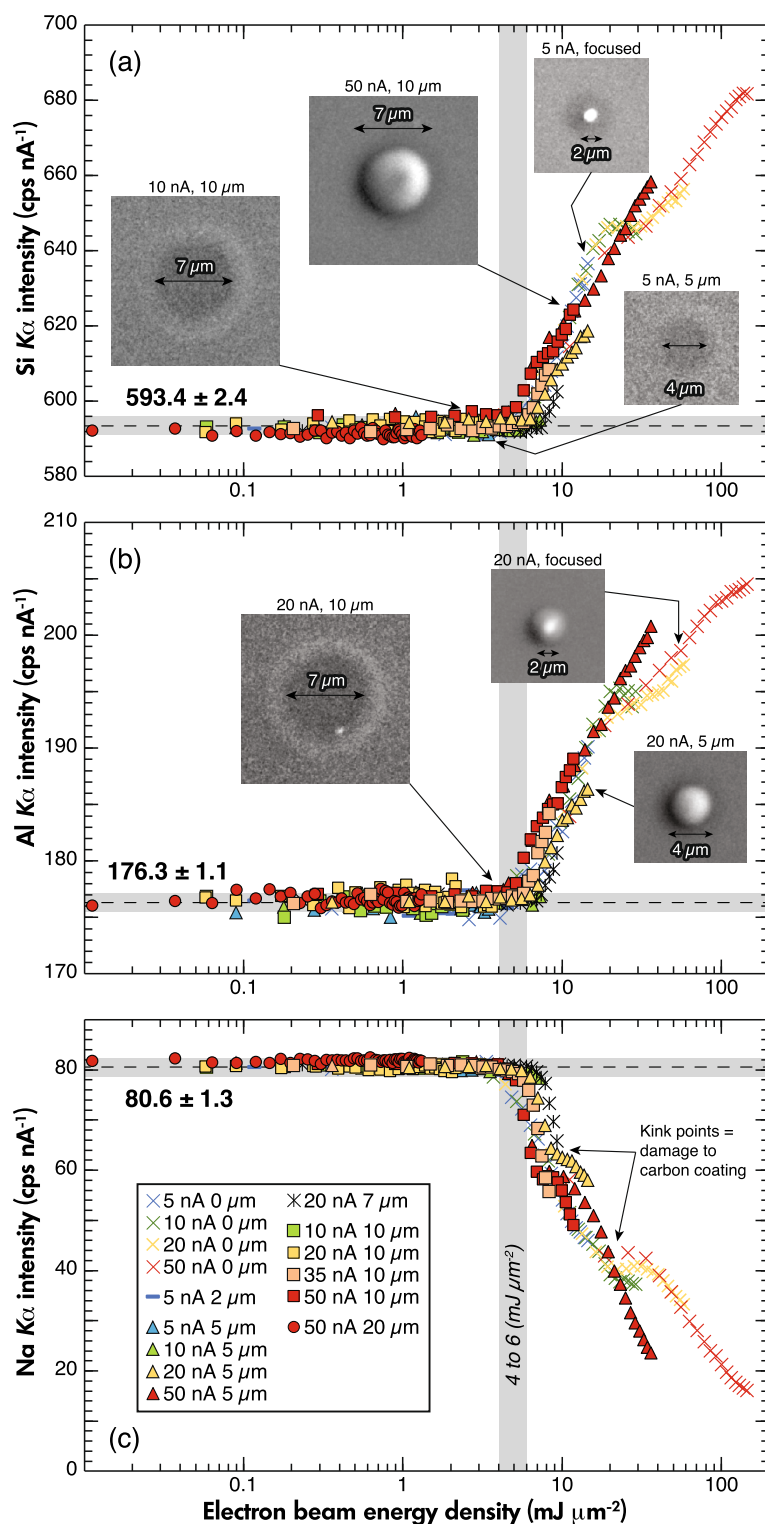 700
680
660
640
620
600
580
Si Kα intensity (cps nA⁻¹)
(a)
5 nA, focused
2 µm
50 nA, 10 µm
7 µm
10 nA, 10 µm
7 µm
5 nA, 5 µm
4 µm
593.4 ± 2.4
0.1 1 10 100
210
200
190
180
170
Al Kα intensity (cps nA⁻¹)
(b)
20 nA, focused
2 µm
20 nA, 10 µm
7 µm
20 nA, 5 µm
4 µm
176.3 ± 1.1
0.1 1 10 100
100
80
60
40
20
0
Na Kα intensity (cps nA⁻¹)
80.6 ± 1.3
Kink points =
damage to
carbon coating
5 nA 0 µm
10 nA 0 µm
20 nA 0 µm
50 nA 0 µm
5 nA 2 µm
5 nA 5 µm
10 nA 5 µm
20 nA 5 µm
50 nA 5 µm
20 nA 7 µm
10 nA 10 µm
20 nA 10 µm
35 nA 10 µm
50 nA 10 µm
50 nA 20 µm
4 to 6 (mJ µm⁻²)
(c)
0.1 1 10 100
Electron beam energy density (mJ µm⁻²)